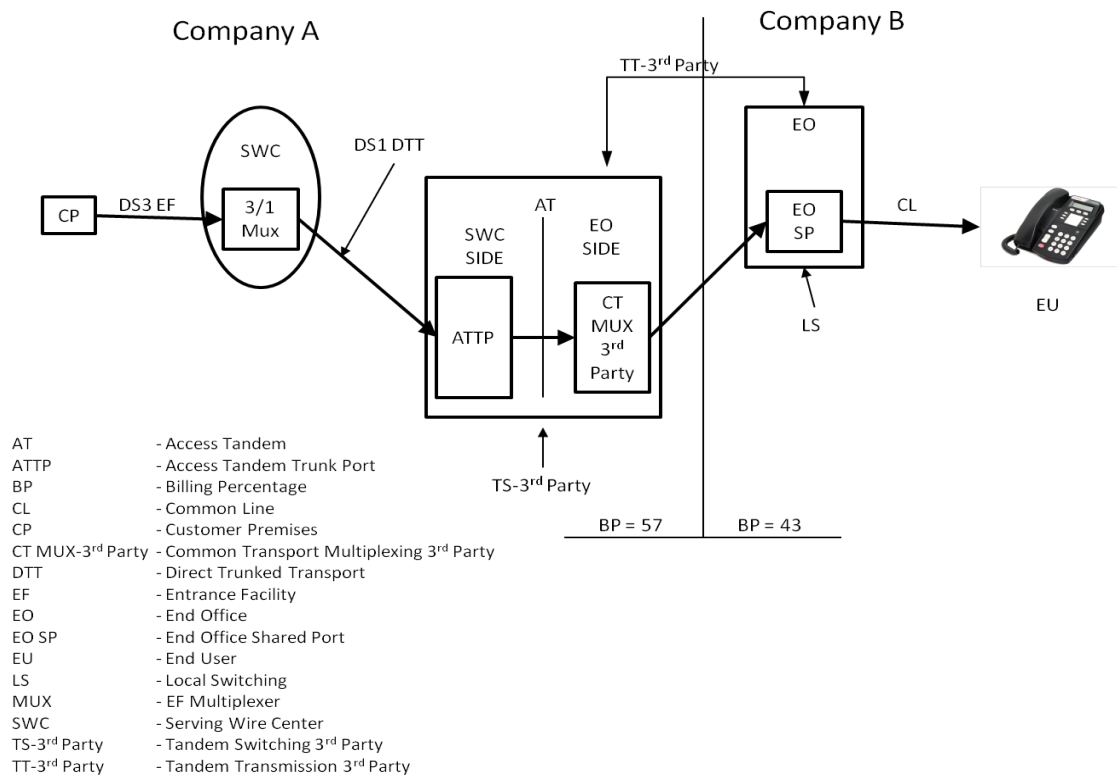 Company A
Company B
TT-3rd Party
EO
DS1 DTT
SWC
CP
DS3 EF
3/1
Mux
AT
SWC
SIDE
EO
SIDE
EO
SP
CL
ATTP
CT
MUX
3rd
Party
LS
EU
AT - Access Tandem
ATTP - Access Tandem Trunk Port
BP - Billing Percentage
CL - Common Line
CP - Customer Premises
CT MUX-3rd Party - Common Transport Multiplexing 3rd Party
DTT - Direct Trunked Transport
EF - Entrance Facility
EO - End Office
EO SP - End Office Shared Port
EU - End User
LS - Local Switching
MUX - EF Multiplexer
SWC - Serving Wire Center
TS-3rd Party - Tandem Switching 3rd Party
TT-3rd Party - Tandem Transmission 3rd Party
TS-3rd Party
BP = 57
BP = 43